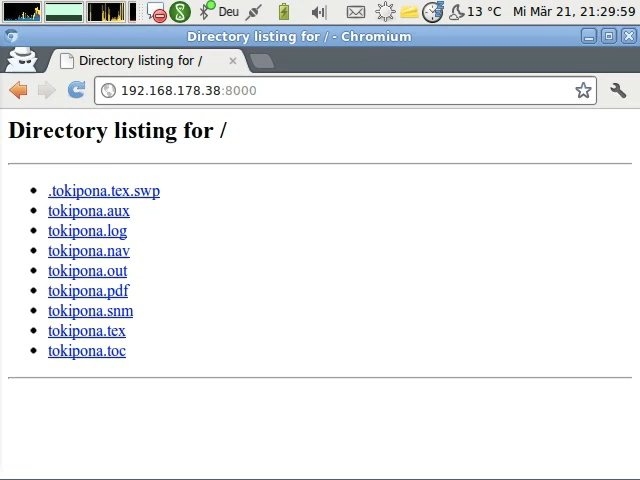 Deu
13 °C
Mi Mär 21, 21:29:59
Directory listing for / - Chromium
Directory listing for /
192.168.178.38:8000
Directory listing for /
.tokipona.tex.swp
tokipona.aux
tokipona.log
tokipona.nav
tokipona.out
tokipona.pdf
tokipona.snm
tokipona.tex
tokipona.toc